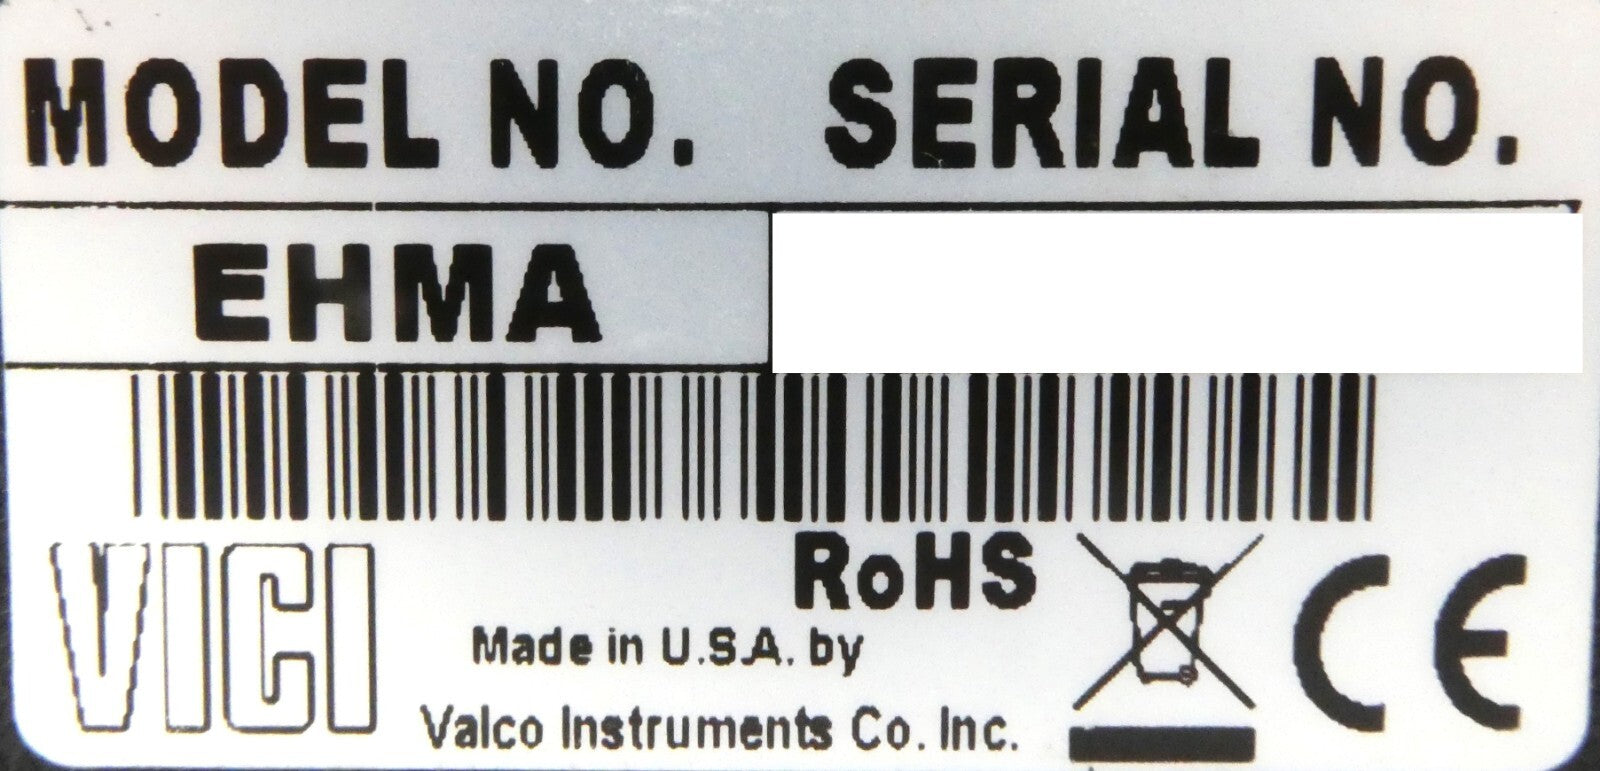 MODEL NO. SERIAL NO.
EHMA
VICI
RoHS
Made in U.S.A. by
Valco Instruments Co. Inc.
CE